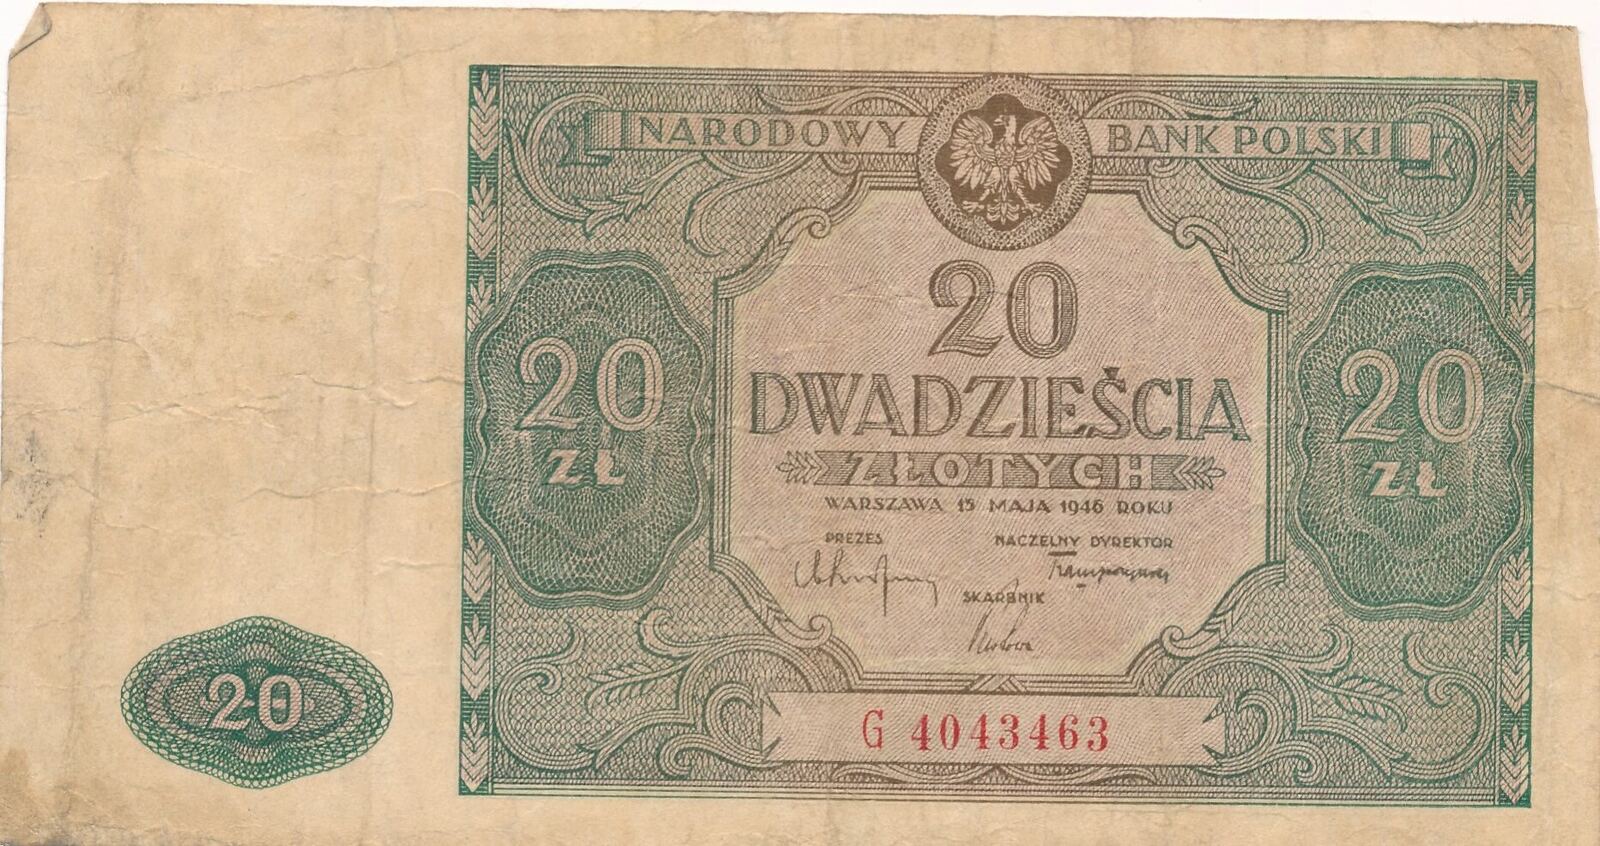 NARODOWY BANK POLSKI
20
DWADZIEŚCIA
ZŁOTYCH
WARSZAWA 15 MAJA 1946 ROKU
PREZES NACZELNY DYREKTOR
SKARBNIK
20
ZŁ
20
ZŁ
20
G 4043463